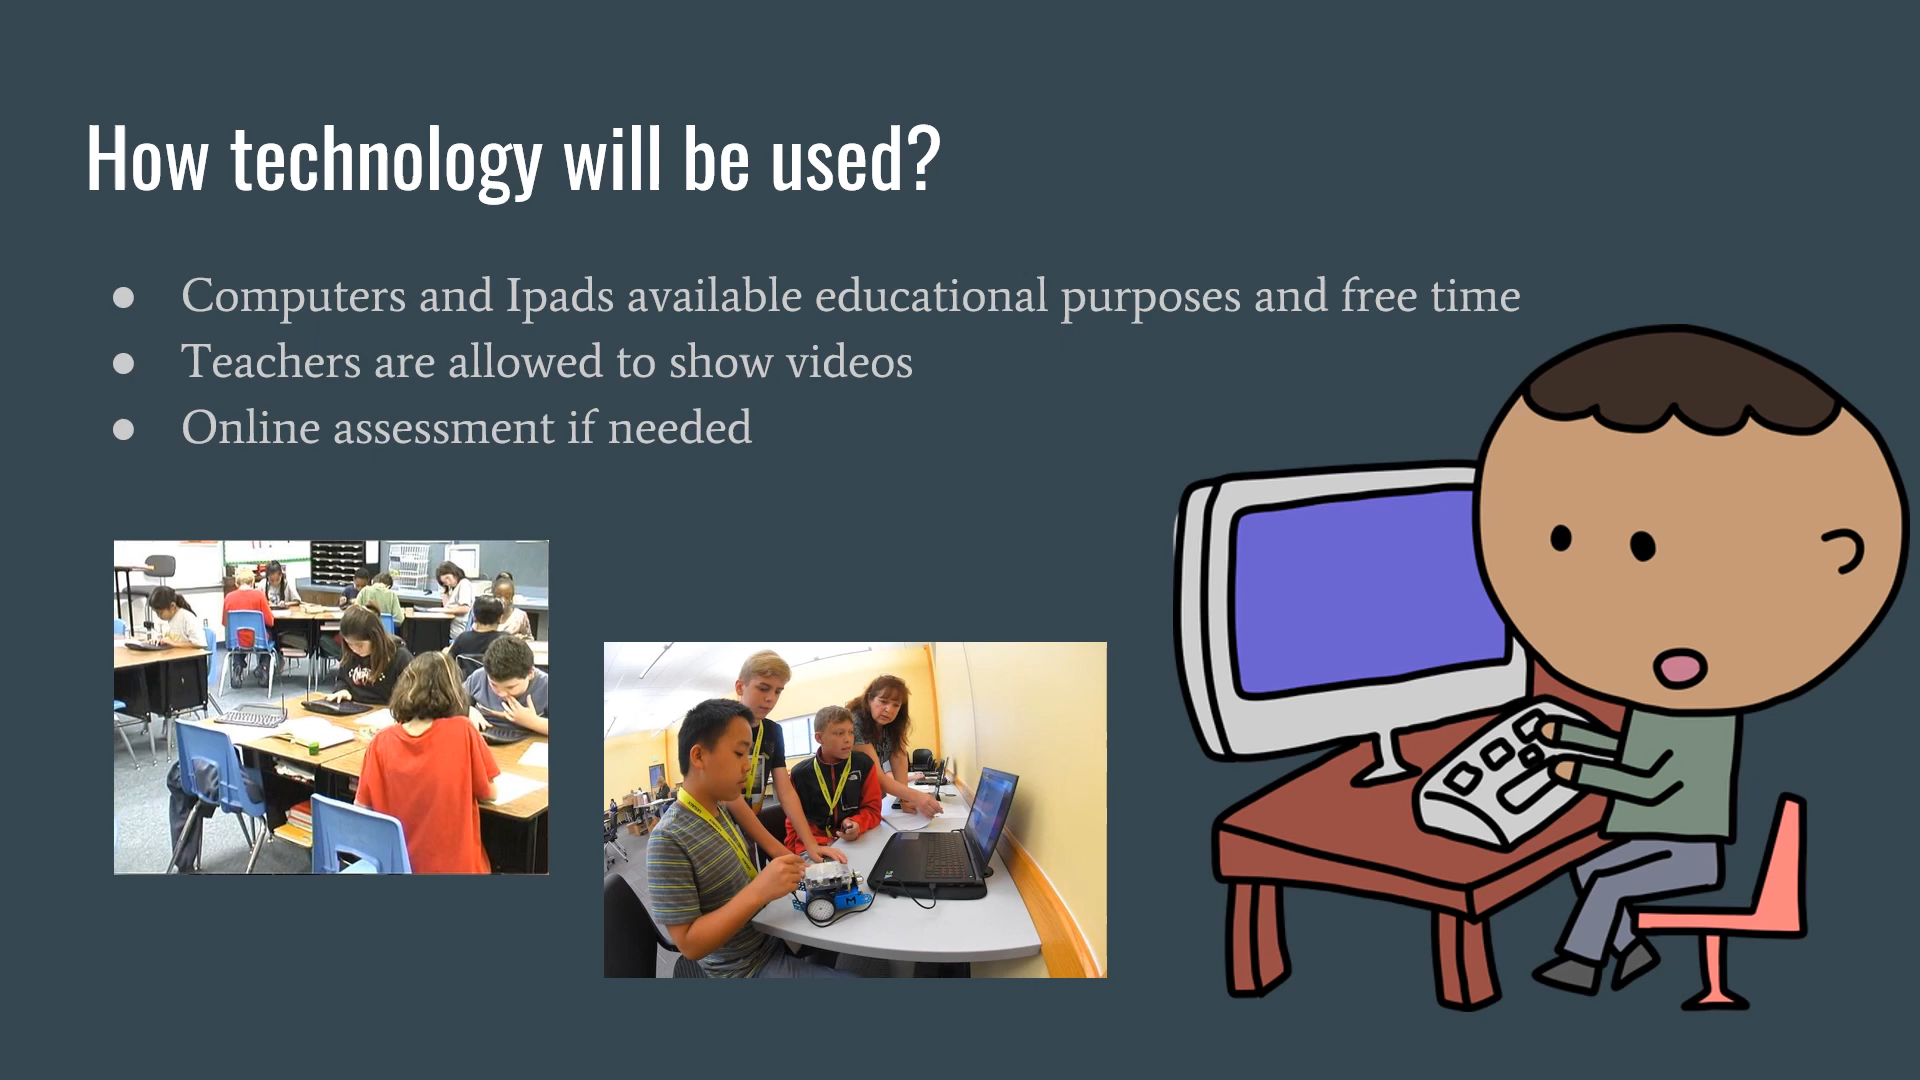 How technology will be used?
● Computers and Ipads available educational purposes and free time
● Teachers are allowed to show videos
● Online assessment if needed